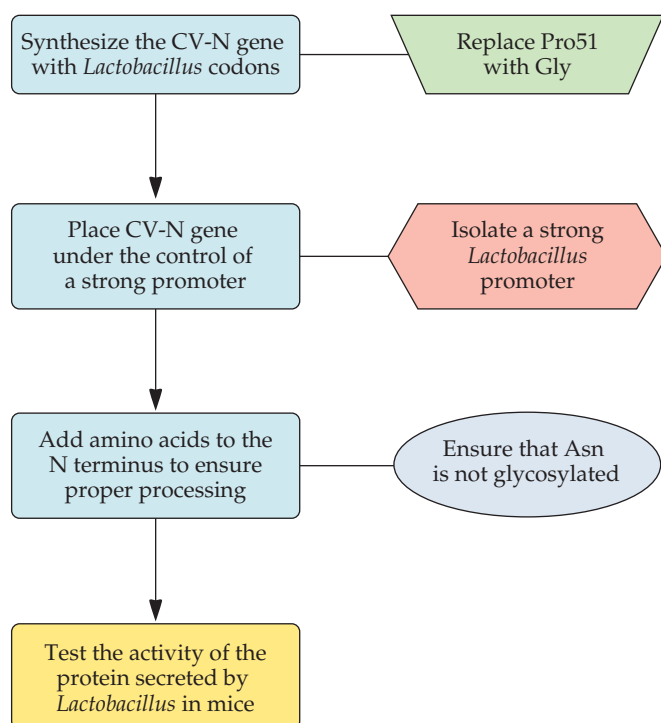 Synthesize the CV-N gene
with Lactobacillus codons
Replace Pro51
with Gly
Place CV-N gene
under the control of
a strong promoter
Isolate a strong
Lactobacillus
promoter
Add amino acids to the
N terminus to ensure
proper processing
Ensure that Asn
is not glycosylated
Test the activity of the
protein secreted by
Lactobacillus in mice